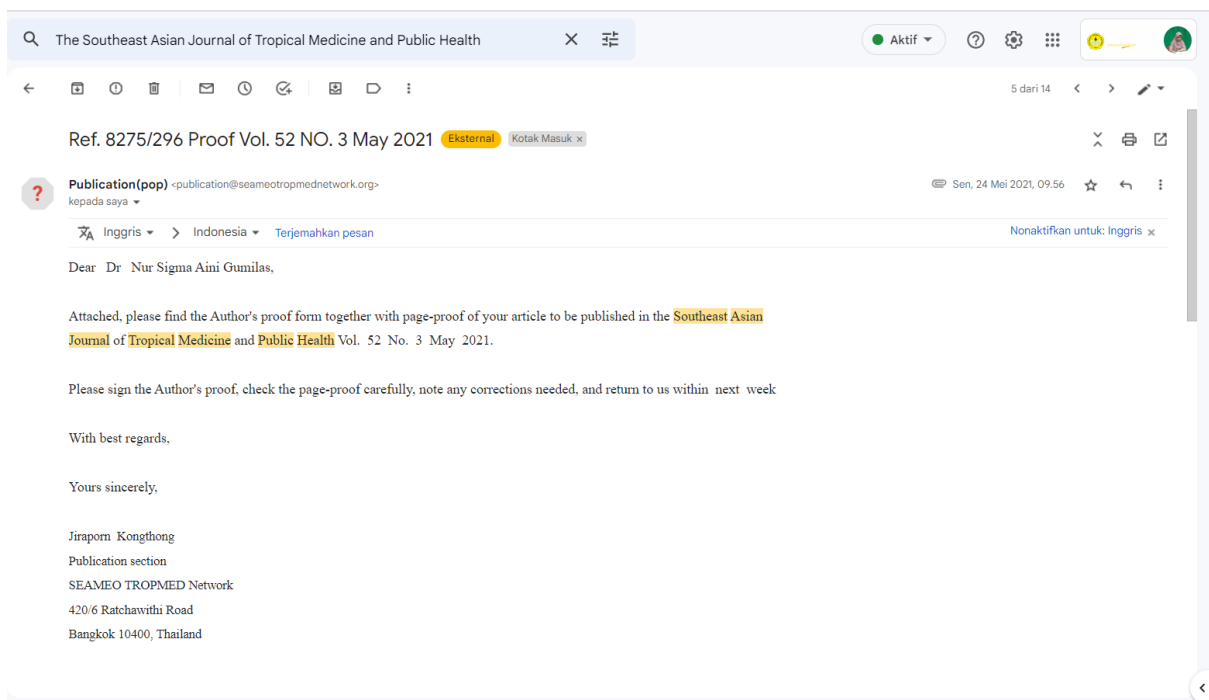 The Southeast Asian Journal of Tropical Medicine and Public Health
Aktif
5 dari 14
Ref. 8275/296 Proof Vol. 52 NO. 3 May 2021 Eksternal Kotak Masuk ×
Publication(pop) <publication@seameotropmednetwork.org>
Sen, 24 Mei 2021, 09.56
kepada saya
Inggris > Indonesia Terjemahkan pesan
Nonaktifkan untuk: Inggris ×
Dear Dr Nur Sigma Aini Gumilas,
Attached, please find the Author's proof form together with page-proof of your article to be published in the Southeast Asian
Journal of Tropical Medicine and Public Health Vol. 52 No. 3 May 2021.
Please sign the Author's proof, check the page-proof carefully, note any corrections needed, and return to us within next week
With best regards,
Yours sincerely,
Jiraporn Kongthong
Publication section
SEAMEO TROPMED Network
420/6 Ratchawithi Road
Bangkok 10400, Thailand